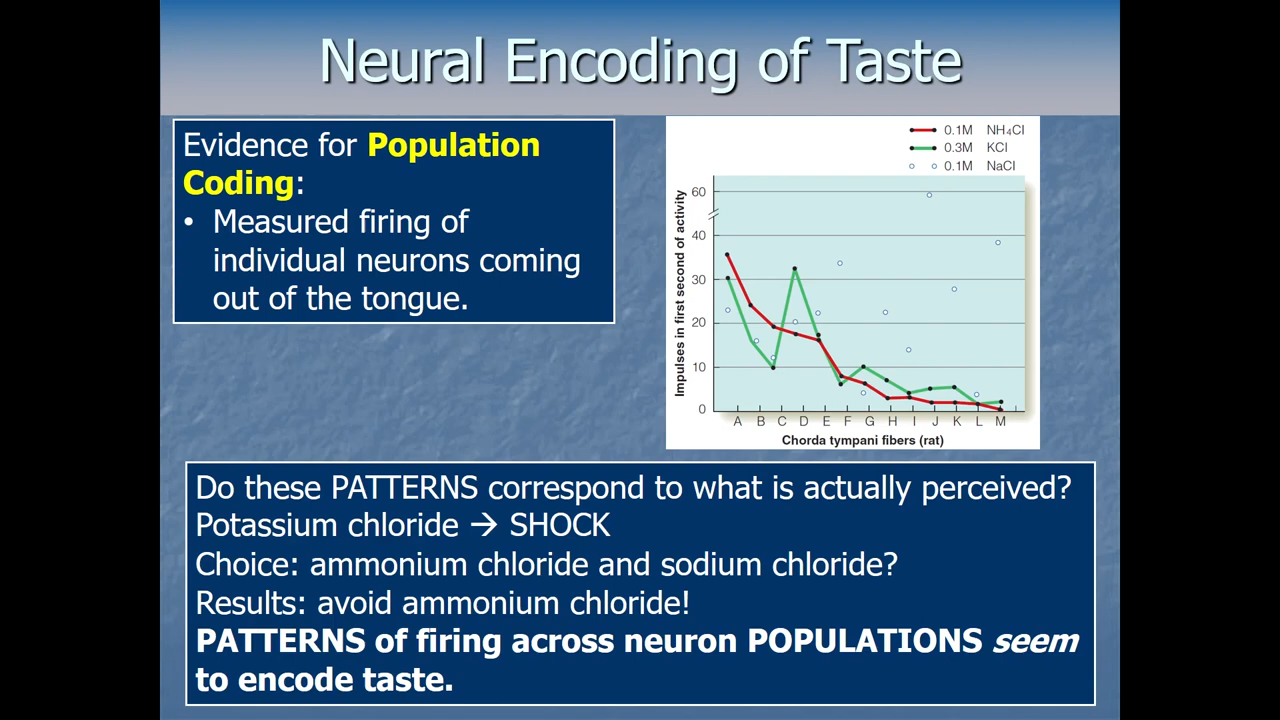 Neural Encoding of Taste
Evidence for Population
Coding:
• Measured firing of
individual neurons coming
out of the tongue.
0.1M NH₄Cl
0.3M KCl
0.1M NaCl
Impulses in first second of activity
60
40
30
20
10
0
A B C D E F G H I J K L M
Chorda tympani fibers (rat)
Do these PATTERNS correspond to what is actually perceived?
Potassium chloride → SHOCK
Choice: ammonium chloride and sodium chloride?
Results: avoid ammonium chloride!
PATTERNS of firing across neuron POPULATIONS seem
to encode taste.